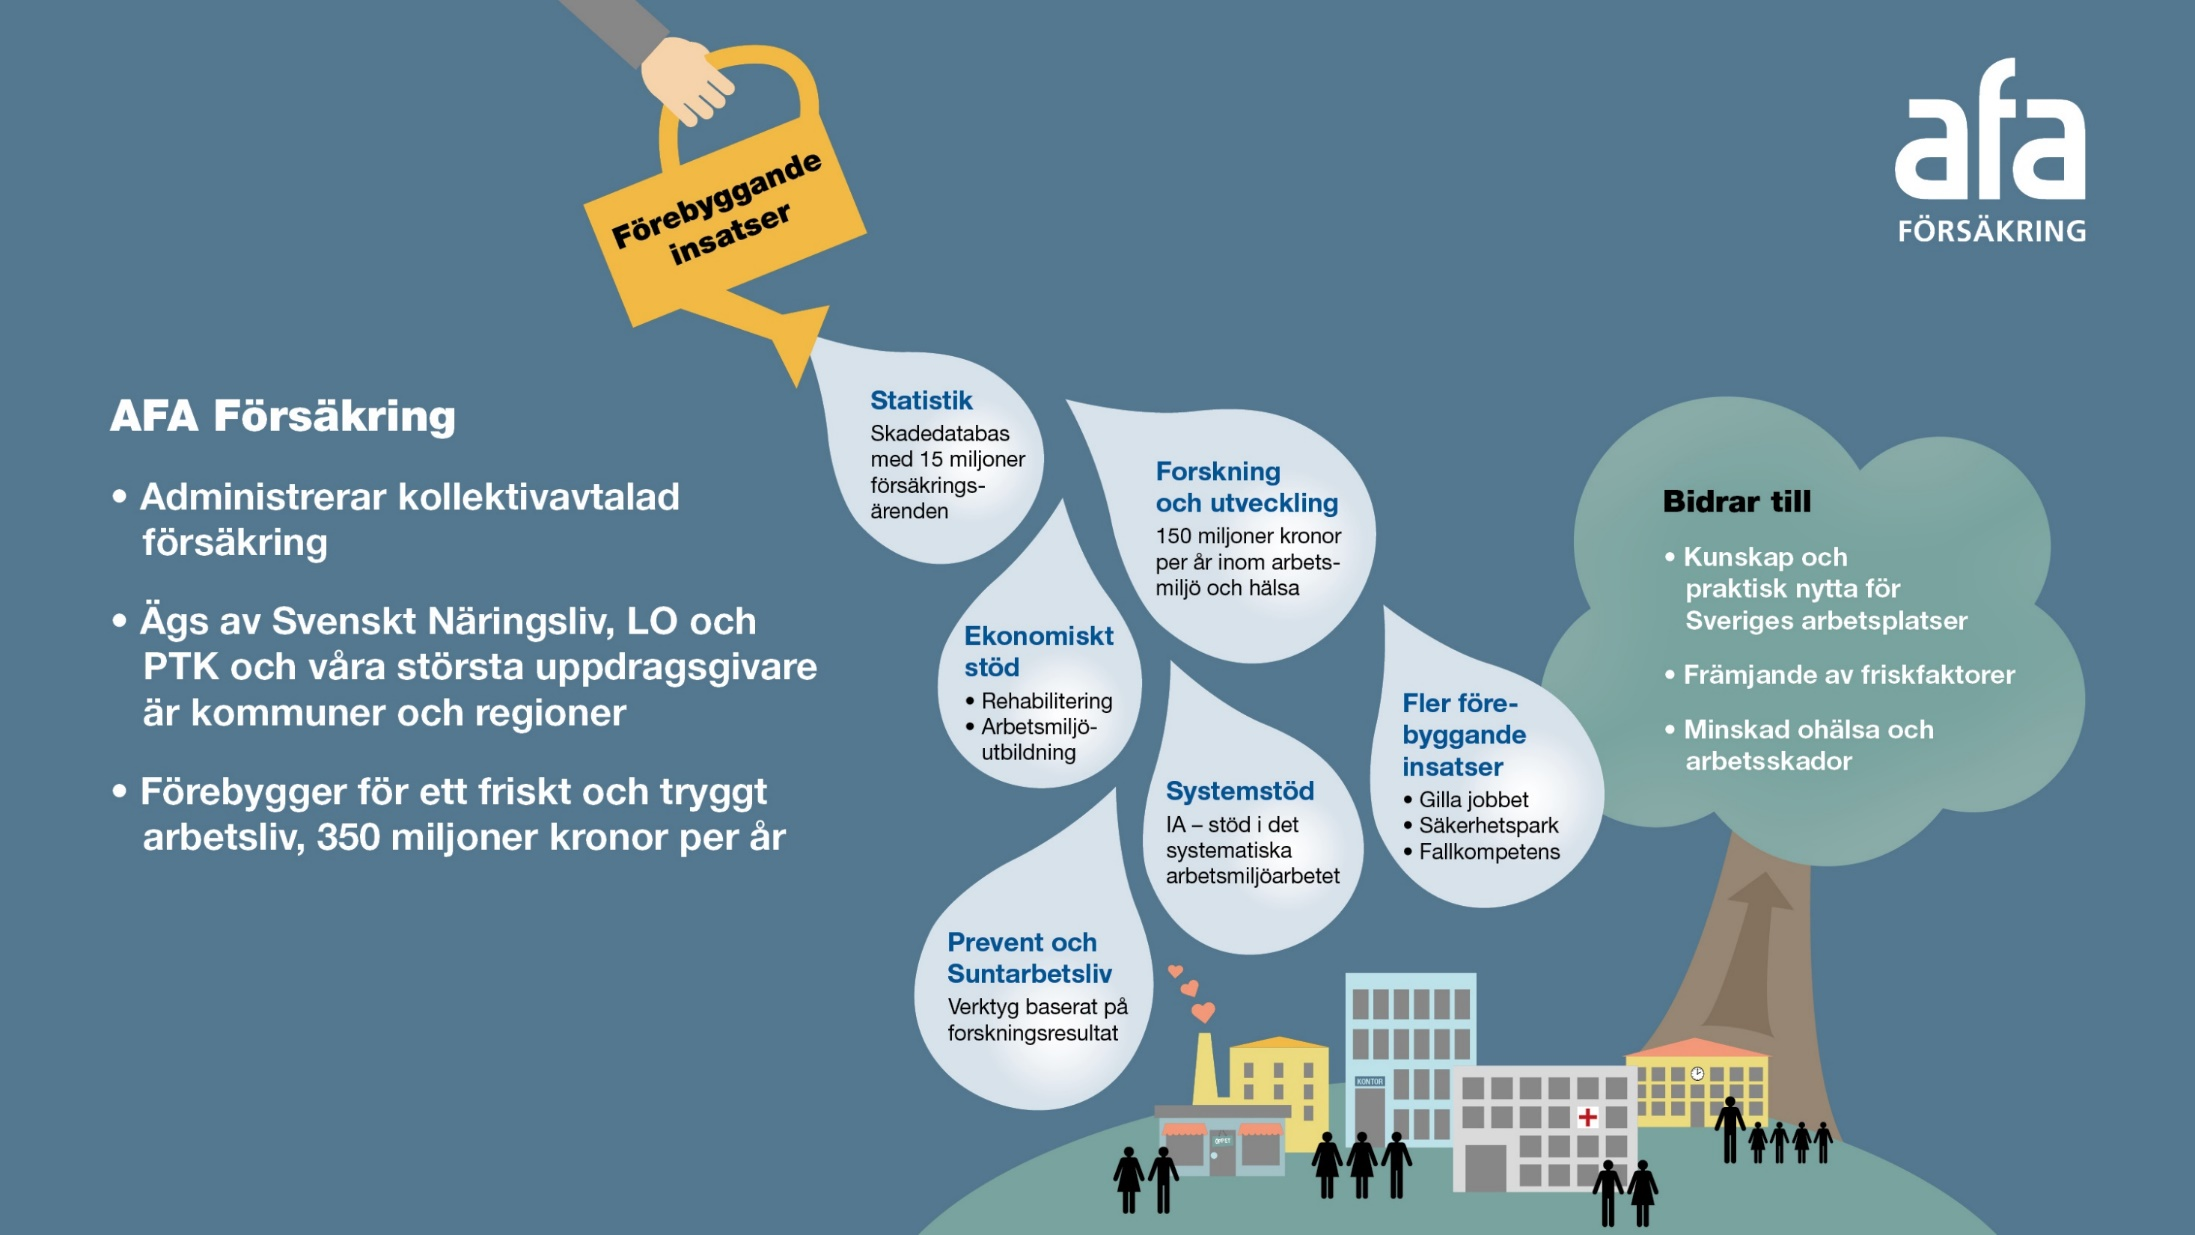 Förebyggande
insatser
afa
FÖRSÄKRING
AFA Försäkring
• Administrerar kollektivavtalad
försäkring
• Ägs av Svenskt Näringsliv, LO och
PTK och våra största uppdragsgivare
är kommuner och regioner
• Förebygger för ett friskt och tryggt
arbetsliv, 350 miljoner kronor per år
Statistik
Skadedatabas
med 15 miljoner
försäkrings-
ärenden
Forskning
och utveckling
150 miljoner kronor
per år inom arbets-
miljö och hälsa
Ekonomiskt
stöd
• Rehabilitering
• Arbetsmiljö-
utbildning
Systemstöd
IA – stöd i det
systematiska
arbetsmiljöarbetet
Fler före-
byggande
insatser
• Gilla jobbet
• Säkerhetspark
• Fallkompetens
Prevent och
Suntarbetsliv
Verktyg baserat på
forskningsresultat
Bidrar till
• Kunskap och
praktisk nytta för
Sveriges arbetsplatser
• Främjande av friskfaktorer
• Minskad ohälsa och
arbetsskador
KONTOR
ÖPPET